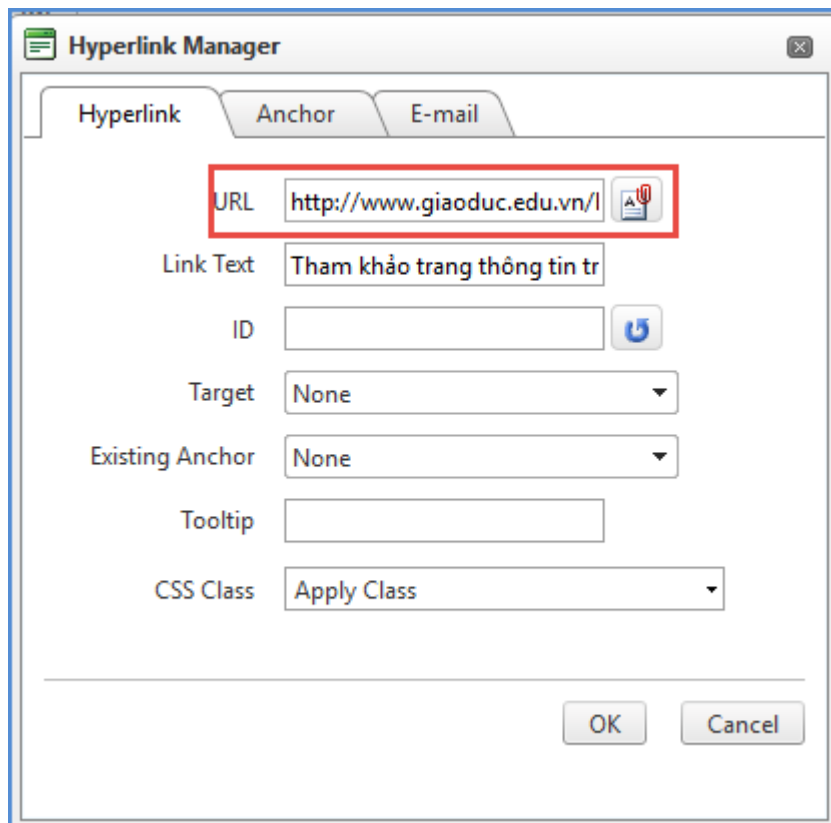 Hyperlink Manager
Hyperlink Anchor E-mail
URL http://www.giaoduc.edu.vn/
Link Text Tham khảo trang thông tin tr
ID
Target None
Existing Anchor None
Tooltip
CSS Class Apply Class
OK Cancel